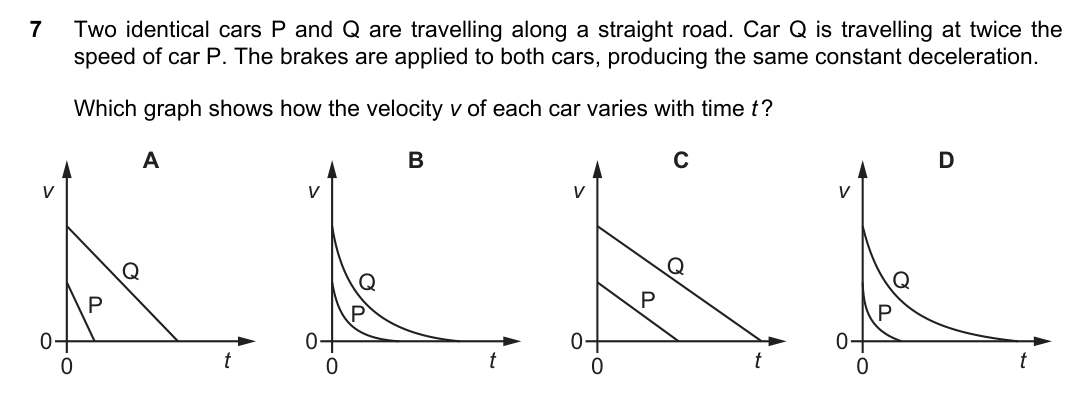 7 Two identical cars P and Q are travelling along a straight road. Car Q is travelling at twice the
speed of car P. The brakes are applied to both cars, producing the same constant deceleration.
Which graph shows how the velocity v of each car varies with time t?
A B C D
v v v v
Q Q Q Q
P P P P
0 0 0 0
0 t 0 t 0 t 0 t